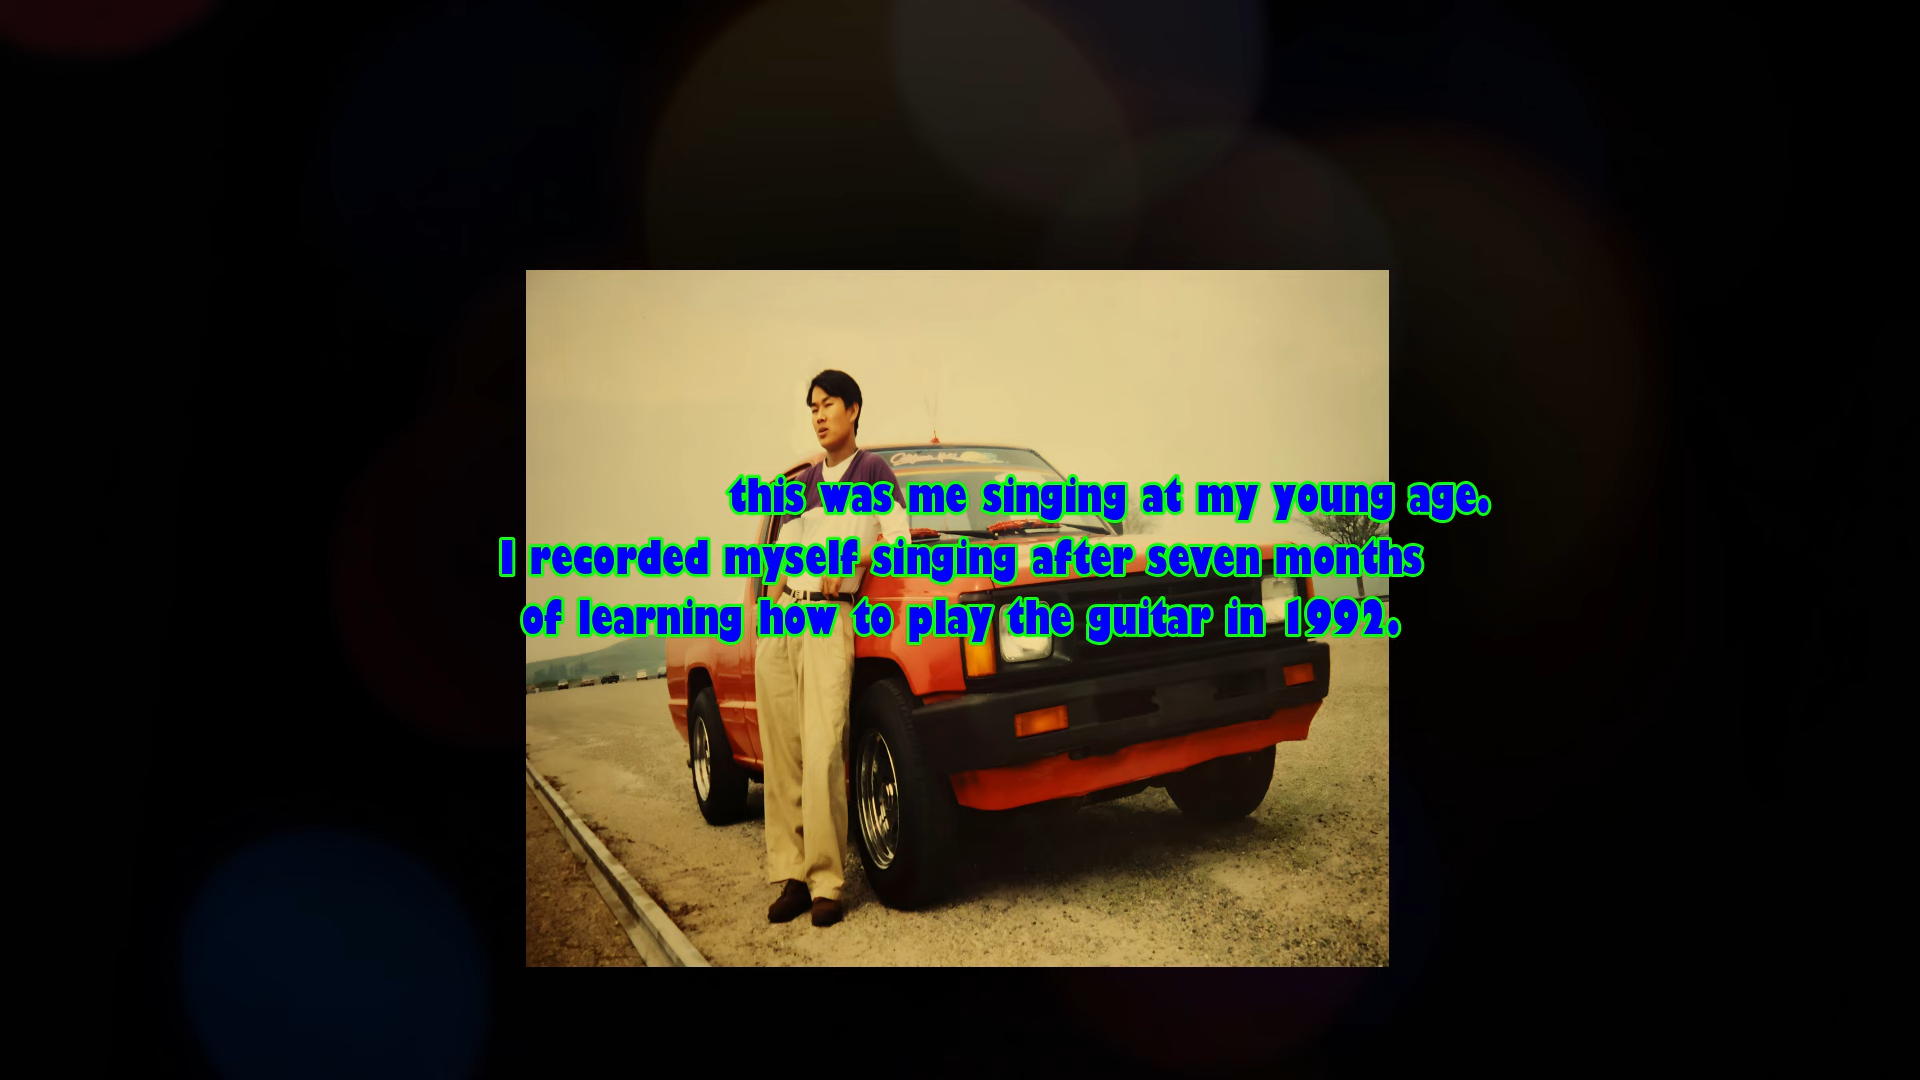 this was me singing at my young age.
I recorded myself singing after seven months
of learning how to play the guitar in 1992.